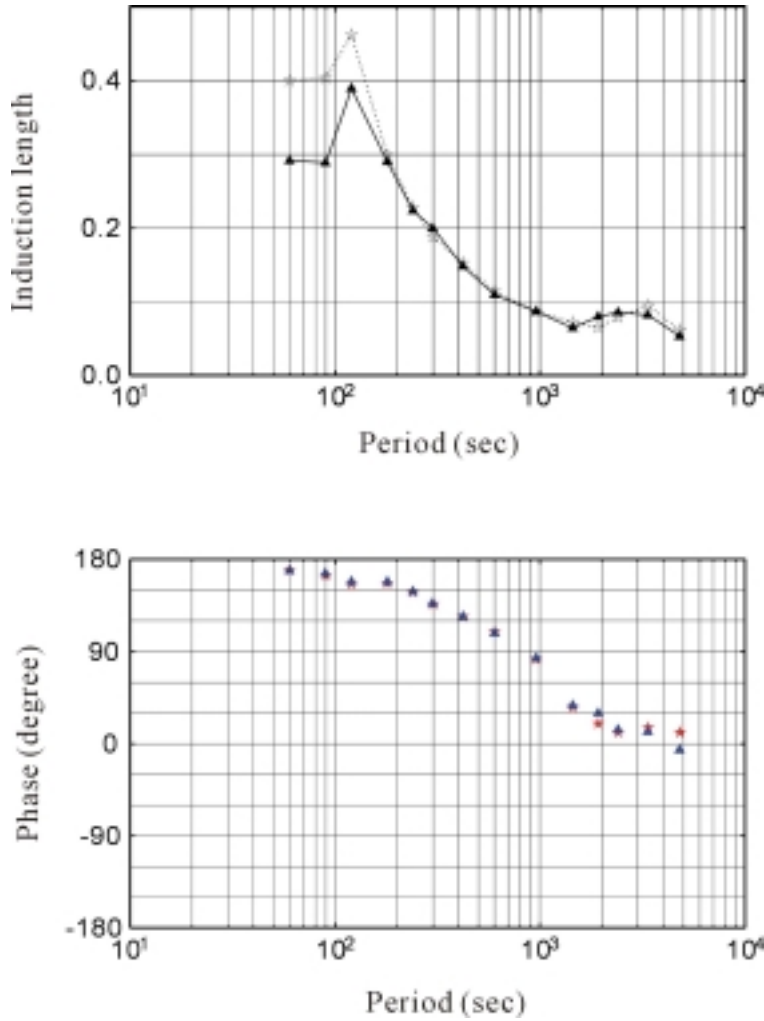 Induction length
0.4
0.2
0.0
10¹ 10² 10³ 10⁴
Period (sec)
Phase (degree)
180
90
0
-90
-180
10¹ 10² 10³ 10⁴
Period (sec)